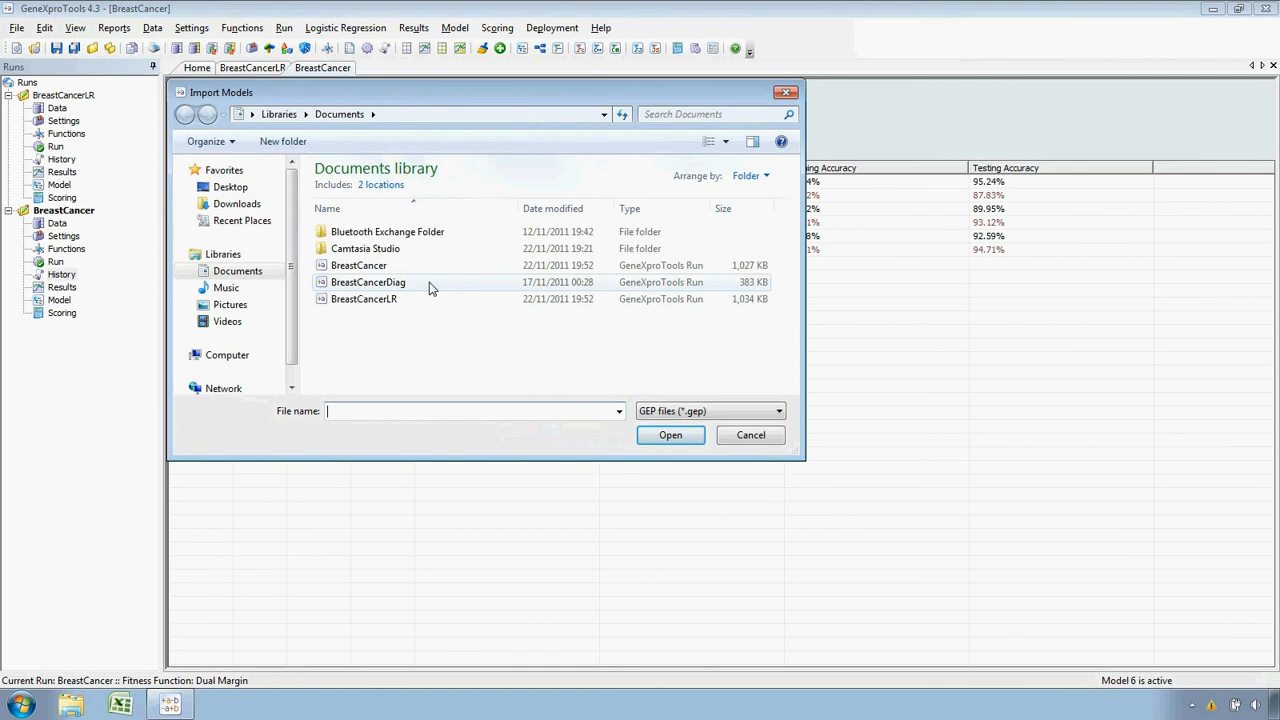 GeneXproTools 4.3 - [BreastCancer]
File Edit View Reports Data Settings Functions Run Logistic Regression Results Model Scoring Deployment Help
Runs
Home BreastCancerLR BreastCancer
Runs
BreastCancerLR
Data
Settings
Functions
Run
History
Results
Model
Scoring
BreastCancer
Data
Settings
Functions
Run
History
Results
Model
Scoring
Import Models
Libraries Documents
Search Documents
Organize New folder
Favorites
Desktop
Downloads
Recent Places
Libraries
Documents
Music
Pictures
Videos
Computer
Network
Documents library
Includes: 2 locations
Arrange by: Folder
Name Date modified Type Size
Bluetooth Exchange Folder 12/11/2011 19:42 File folder
Camtasia Studio 22/11/2011 19:21 File folder
BreastCancer 22/11/2011 19:52 GeneXproTools Run 1,027 KB
BreastCancerDiag 17/11/2011 00:28 GeneXproTools Run 383 KB
BreastCancerLR 22/11/2011 19:52 GeneXproTools Run 1,034 KB
File name: GEP files (*.gep)
Open Cancel
Accuracy Testing Accuracy
4% 95.24%
2% 87.83%
2% 89.95%
1% 93.12%
8% 92.59%
1% 94.71%
Current Run: BreastCancer :: Fitness Function: Dual Margin
Model 6 is active